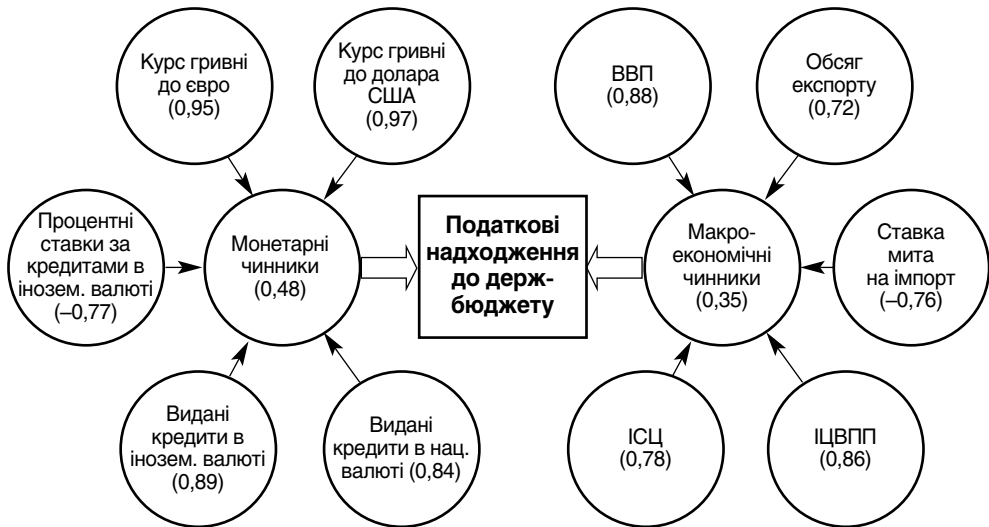 Курс гривні
до євро
(0,95)
Курс гривні
до долара
США
(0,97)
ВВП
(0,88)
Обсяг
експорту
(0,72)
Процентні
ставки за
кредитами в
інозем. валюті
(–0,77)
Монетарні
чинники
(0,48)
Податкові
надходження
до держ-
бюджету
Макро-
економічні
чинники
(0,35)
Ставка
мита
на імпорт
(–0,76)
Видані
кредити в
інозем. валюті
(0,89)
Видані
кредити в нац.
валюті (0,84)
ІСЦ
(0,78)
ІЦВПП
(0,86)